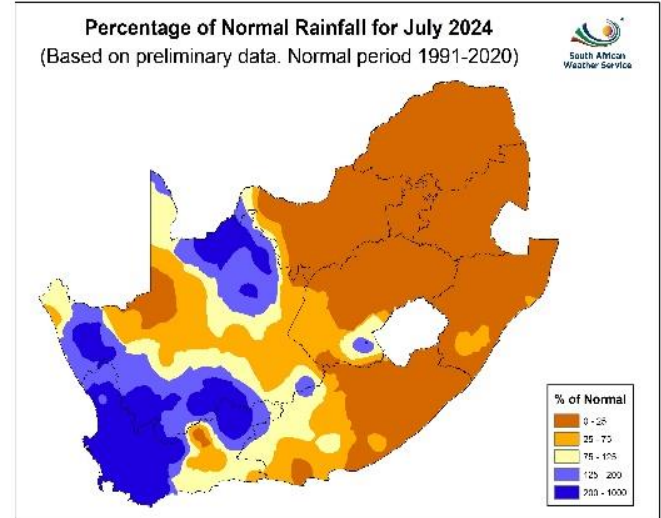 Percentage of Normal Rainfall for July 2024
(Based on preliminary data. Normal period 1991-2020)
South African
Weather Service
% of Normal
0 - 25
25 - 75
75 - 125
125 - 200
200 - 1000